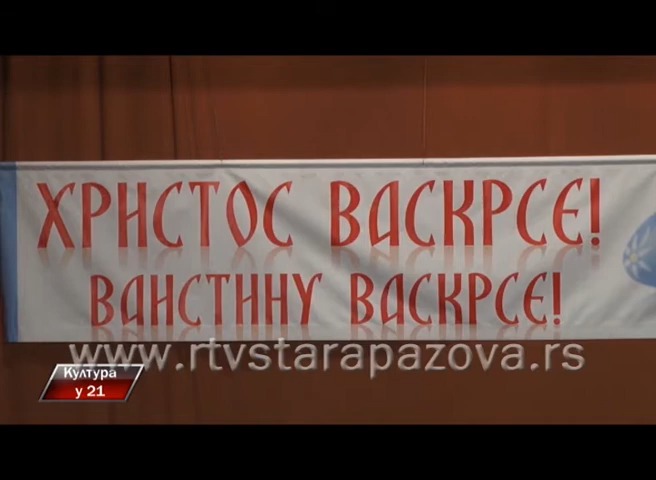 ХРИСТОС ВАСКРСЕ!
ВАИСТИНУ ВАСКРСЕ!
www.rtvstarapazova.rs
Култура
у 21